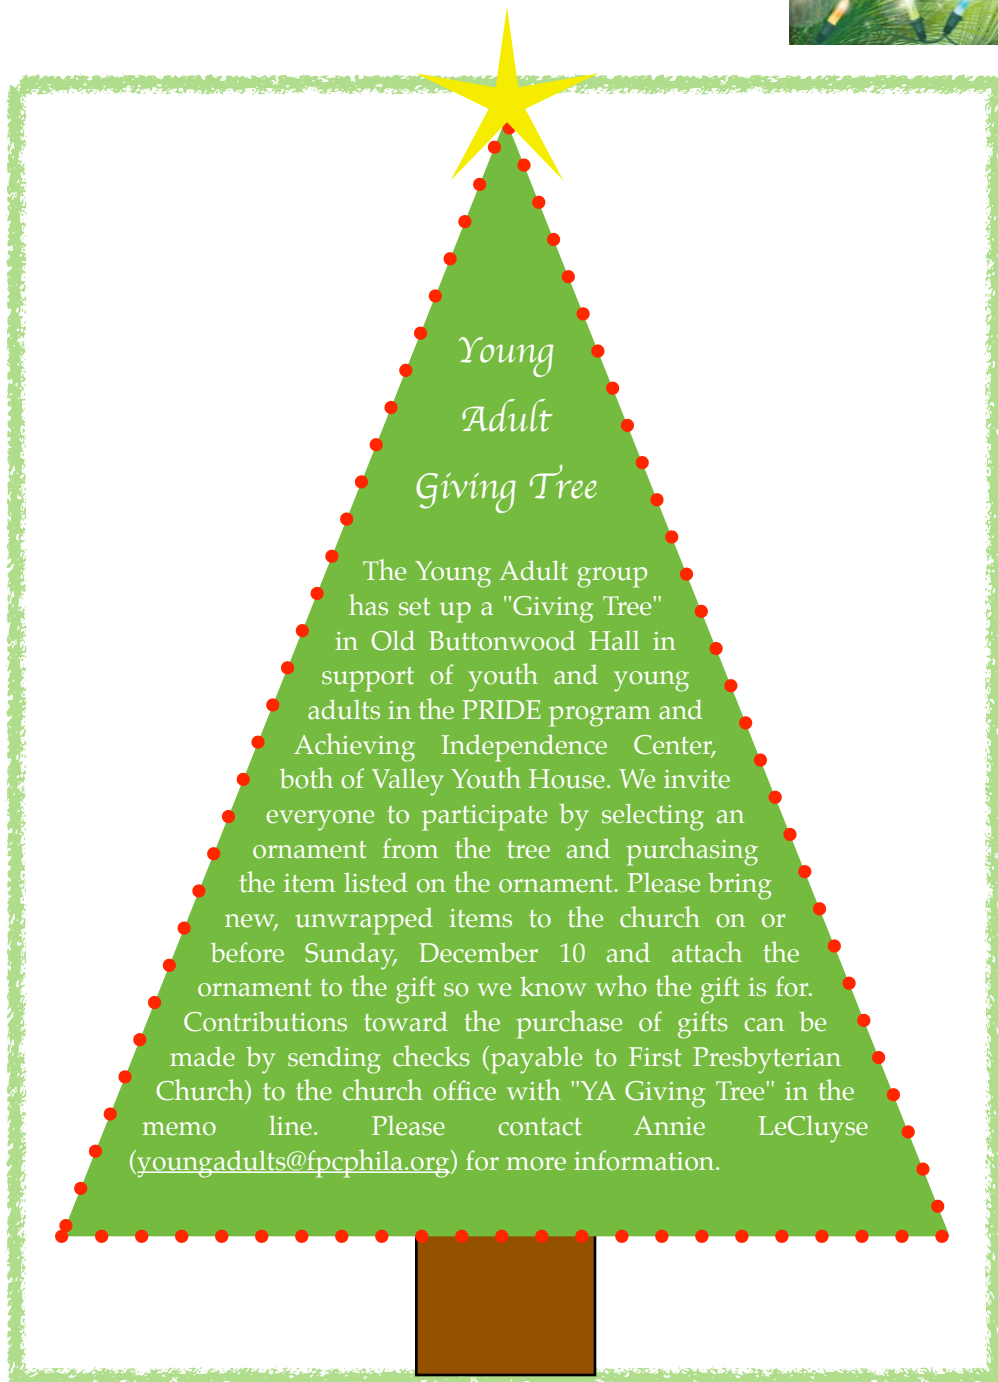 Young
Adult
Giving Tree
The Young Adult group
has set up a "Giving Tree"
in Old Buttonwood Hall in
support of youth and young
adults in the PRIDE program and
Achieving Independence Center,
both of Valley Youth House. We invite
everyone to participate by selecting an
ornament from the tree and purchasing
the item listed on the ornament. Please bring
new, unwrapped items to the church on or
before Sunday, December 10 and attach the
ornament to the gift so we know who the gift is for.
Contributions toward the purchase of gifts can be
made by sending checks (payable to First Presbyterian
Church) to the church office with "YA Giving Tree" in the
memo line. Please contact Annie LeCluyse
(youngadults@fpcphila.org) for more information.